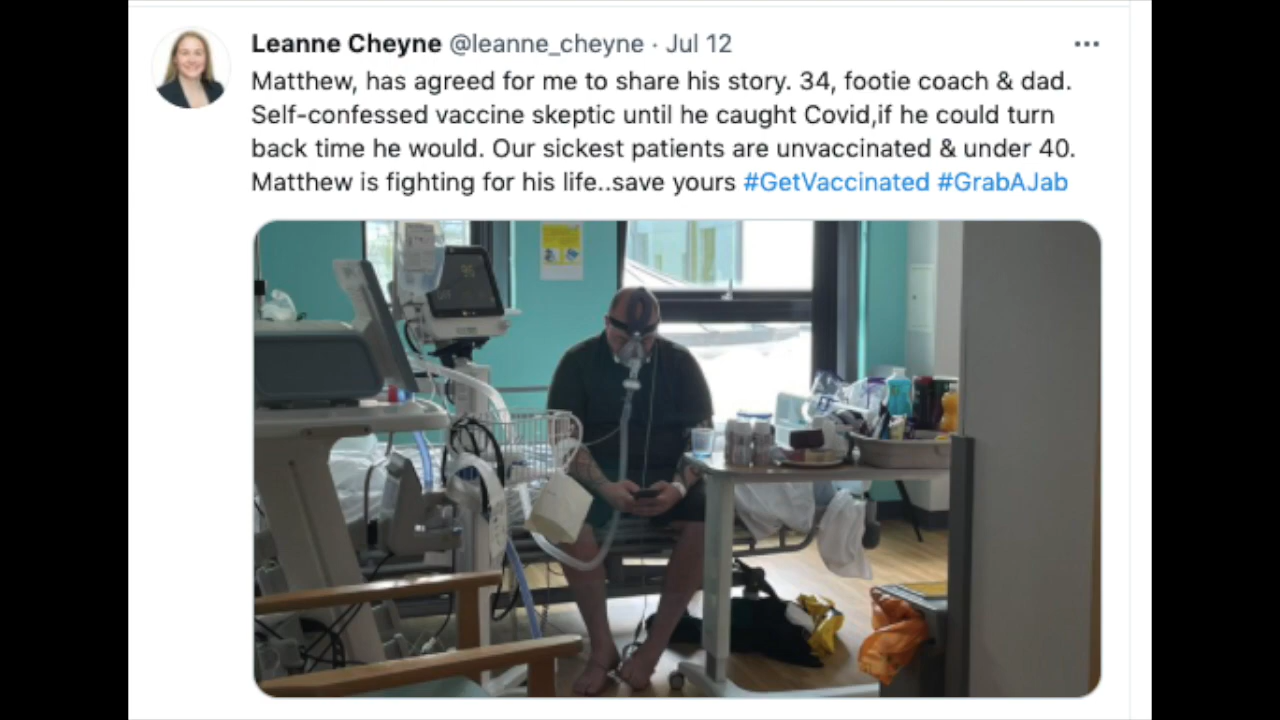 Leanne Cheyne @leanne_cheyne · Jul 12
Matthew, has agreed for me to share his story. 34, footie coach & dad.
Self-confessed vaccine skeptic until he caught Covid,if he could turn
back time he would. Our sickest patients are unvaccinated & under 40.
Matthew is fighting for his life..save yours #GetVaccinated #GrabAJab